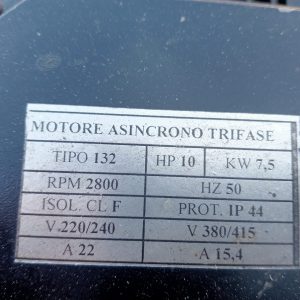 MOTORE ASINCRONO TRIFASE
TIPO 132 HP 10 KW 7,5
RPM 2800 HZ 50
ISOL. CL F PROT. IP 44
V.220/240 V 380/415
A 22 A 15,4